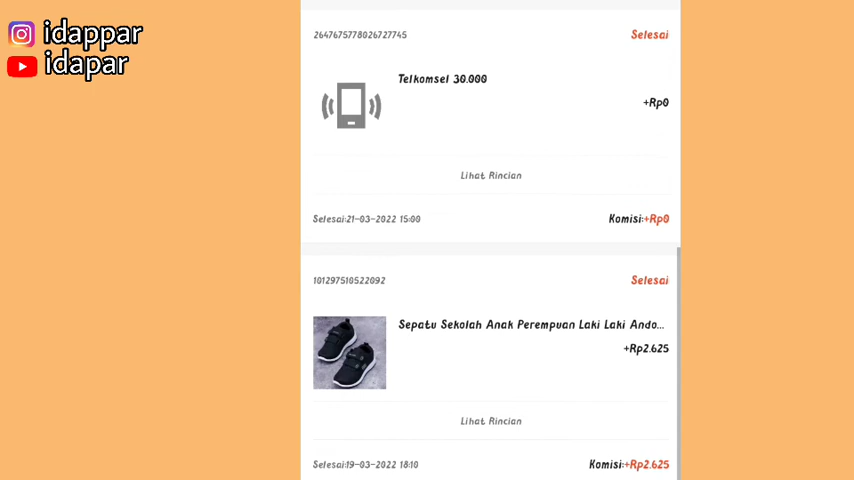 idappar
idapar
2647675778026727745
Selesai
Telkomsel 30.000
+Rp0
Lihat Rincian
Selesai:21-03-2022 15:00
Komisi:+Rp0
101297510522092
Selesai
Sepatu Sekolah Anak Perempuan Laki Laki Ando...
+Rp2.625
Lihat Rincian
Selesai:19-03-2022 18:10
Komisi:+Rp2.625